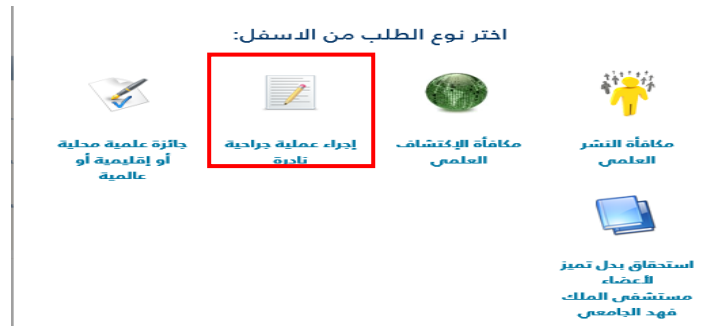 اختر نوع الطلب من الاسفل:
مكافأة النشر
العلمي
مكافأة الإكتشاف
العلمي
إجراء عملية جراحية
نادرة
جائزة علمية محلية
أو إقليمية أو
عالمية
استحقاق بدل تميز
لأعضاء
مستشفى الملك
فهد الجامعي